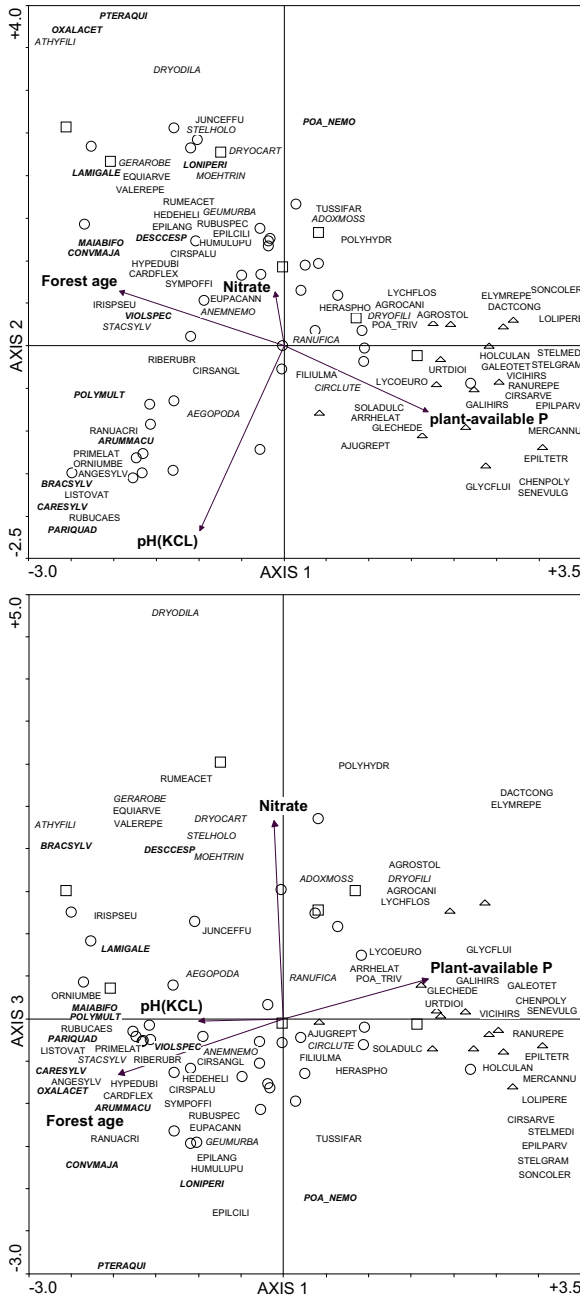 +4.0
PTERAQUI
OXALACET
ATHYFILI
DRYODILA
JUNCEFFU
STELHOLO
POA_NEMO
DRYOCART
GERAROBE
LONIPERI
LAMIGALE
EQUIARVE
MOEHTRIN
VALEREPE
RUMEACET
HEDEHELI
GEUMURBA
TUSSIFAR
ADOXMOSS
EPILANG
RUBUSPEC
DESCCESP
EPILCILI
MAIABIFO
HUMULUPU
POLYHYDR
CONVMAJA
CIRSPALU
HYPEDUBI
CARDFLEX
SYMPOFFI
Forest age
Nitrate
LYCHFLOS
SONCOLER
EUPACANN
ELYMREPE
IRISPSEU
HERASPHO
AGROCANI
DACTCONG
VIOLSPEC
ANEMNEMO
DRYOFILI
AGROSTOL
LOLIPERE
STACSYLV
POA_TRIV
RANUFICA
AXIS 2
RIBERUBR
HOLCULAN
STELMEDI
CIRSANGL
FILIULMA
URTDIOI
GALEOTET
STELGRAM
LYCOEURO
VICIHIRS
CIRCLUTE
RANUREPE
POLYMULT
CIRSARVE
AEGOPODA
SOLADULC
GALIHIRS
EPILPARV
ARRHELAT
plant-available P
RANUACRI
GLECHEDE
MERCANNU
ARUMMACU
AJUGREPT
PRIMELAT
EPILTETR
ORNIUMBE
ANGESYLV
BRACSYLV
CHENPOLY
GLYCFLUI
LISTOVAT
SENEVULG
CARESYLV
RUBUCAES
PARIQUAD
pH(KCL)
-2.5
-3.0
AXIS 1
+3.5
+5.0
DRYODILA
POLYHYDR
RUMEACET
GERAROBE
DACTCONG
EQUIARVE
Nitrate
ELYMREPE
ATHYFILI
VALEREPE
DRYOCART
STELHOLO
BRACSYLV
DESCCESP
MOEHTRIN
AGROSTOL
ADOXMOSS
DRYOFILI
AGROCANI
LYCHFLOS
IRISPSEU
JUNCEFFU
LAMIGALE
LYCOEURO
GLYCFLUI
AEGOPODA
ARRHELAT
Plant-available P
RANUFICA
POA_TRIV
GALIHIRS
ORNIUMBE
GLECHEDE
GALEOTET
MAIABIFO
pH(KCL)
URTDIOI
CHENPOLY
POLYMULT
VICIHIRS
SENEVULG
AXIS 3
RUBUCAES
AJUGREPT
RANUREPE
PARIQUAD
CIRCLUTE
LISTOVAT
PRIMELAT
VIOLSPEC
ANEMNEMO
SOLADULC
EPILTETR
STACSYLV
RIBERUBR
CIRSANGL
FILIULMA
HOLCULAN
CARESYLV
HERASPHO
ANGESYLV
HYPEDUBI
HEDEHELI
MERCANNU
OXALACET
CARDFLEX
CIRSPALU
LOLIPERE
ARUMMACU
SYMPOFFI
Forest age
RUBUSPEC
CIRSARVE
EUPACANN
STELMEDI
RANUACRI
GEUMURBA
TUSSIFAR
EPILPARV
EPILANG
CONVMAJA
HUMULUPU
STELGRAM
LONIPERI
POA_NEMO
SONCOLER
EPILCILI
PTERAQUI
-3.0
-3.0
AXIS 1
+3.5